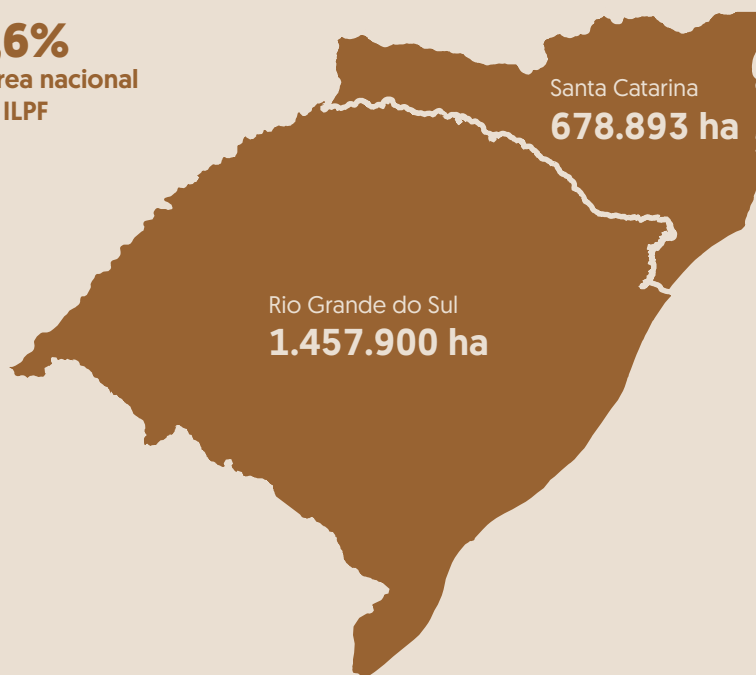 6%
rea nacional
ILPF
Santa Catarina
678.893 ha
Rio Grande do Sul
1.457.900 ha